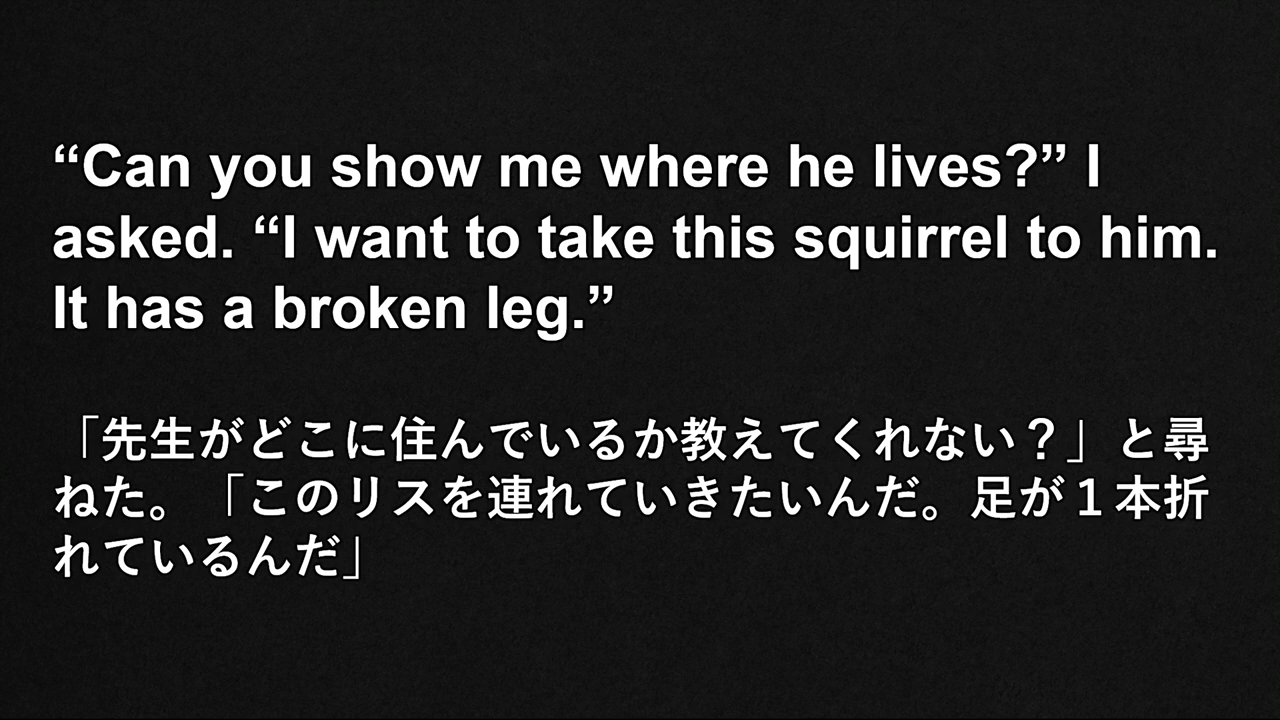 “Can you show me where he lives?” I
asked. “I want to take this squirrel to him.
It has a broken leg.”
「先生がどこに住んでいるか教えてくれない？」と尋
ねた。「このリスを連れていきたいんだ。足が１本折
れているんだ」